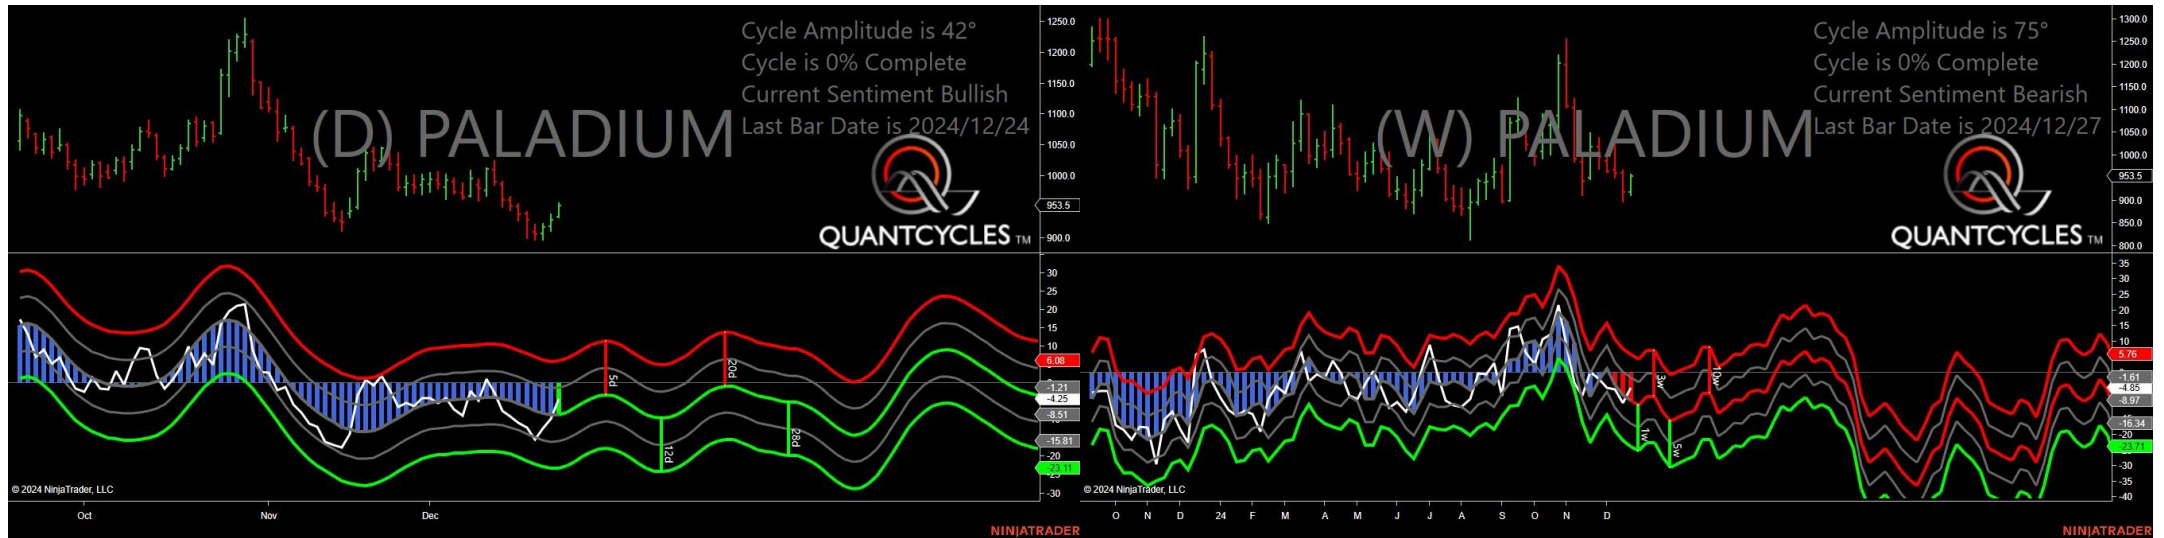 Cycle Amplitude is 42°
Cycle is 0% Complete
Current Sentiment Bullish
Last Bar Date is 2024/12/24
(D) PALADIUM
QUANTCYCLES TM
1250.0
1200.0
1150.0
1100.0
1050.0
1000.0
953.5
900.0
30
25
20
15
10
6.08
-1.21
-4.25
-8.51
-15.81
-20
-23.11
-30
5d
20d
12d
28d
© 2024 NinjaTrader, LLC
Oct
Nov
Dec
NINJATRADER
Cycle Amplitude is 75°
Cycle is 0% Complete
Current Sentiment Bearish
Last Bar Date is 2024/12/27
(W) PALADIUM
QUANTCYCLES TM
1300.0
1200.0
1150.0
1100.0
1050.0
1000.0
953.5
900.0
850.0
800.0
35
30
25
20
15
10
5.76
-1.61
-4.85
-8.97
-16.34
-20
-23.71
-30
-35
-40
3w
10w
1w
5w
© 2024 NinjaTrader, LLC
O
N
D
24
F
M
A
M
J
J
A
S
O
N
D
NINJATRADER